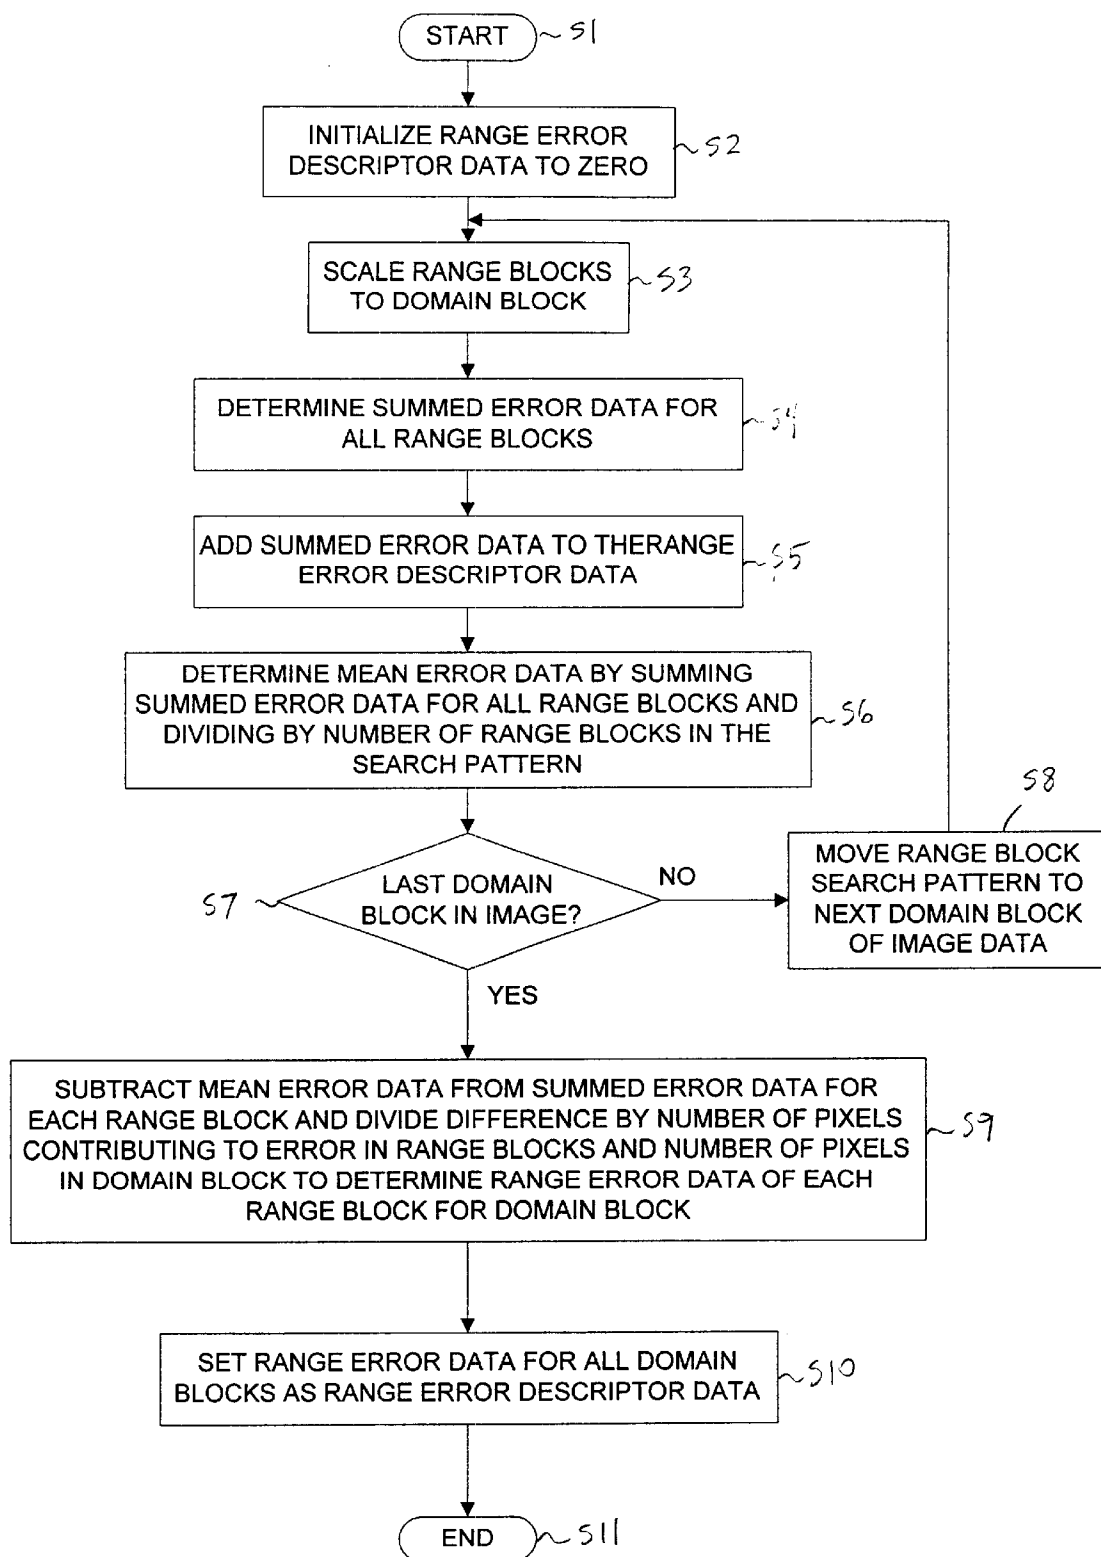 START
S1
INITIALIZE RANGE ERROR
DESCRIPTOR DATA TO ZERO
S2
SCALE RANGE BLOCKS
TO DOMAIN BLOCK
S3
DETERMINE SUMMED ERROR DATA FOR
ALL RANGE BLOCKS
S4
ADD SUMMED ERROR DATA TO THERANGE
ERROR DESCRIPTOR DATA
S5
DETERMINE MEAN ERROR DATA BY SUMMING
SUMMED ERROR DATA FOR ALL RANGE BLOCKS AND
DIVIDING BY NUMBER OF RANGE BLOCKS IN THE
SEARCH PATTERN
S6
S7
LAST DOMAIN
BLOCK IN IMAGE?
NO
S8
MOVE RANGE BLOCK
SEARCH PATTERN TO
NEXT DOMAIN BLOCK
OF IMAGE DATA
YES
SUBTRACT MEAN ERROR DATA FROM SUMMED ERROR DATA FOR
EACH RANGE BLOCK AND DIVIDE DIFFERENCE BY NUMBER OF PIXELS
CONTRIBUTING TO ERROR IN RANGE BLOCKS AND NUMBER OF PIXELS
IN DOMAIN BLOCK TO DETERMINE RANGE ERROR DATA OF EACH
RANGE BLOCK FOR DOMAIN BLOCK
S9
SET RANGE ERROR DATA FOR ALL DOMAIN
BLOCKS AS RANGE ERROR DESCRIPTOR DATA
S10
END
S11